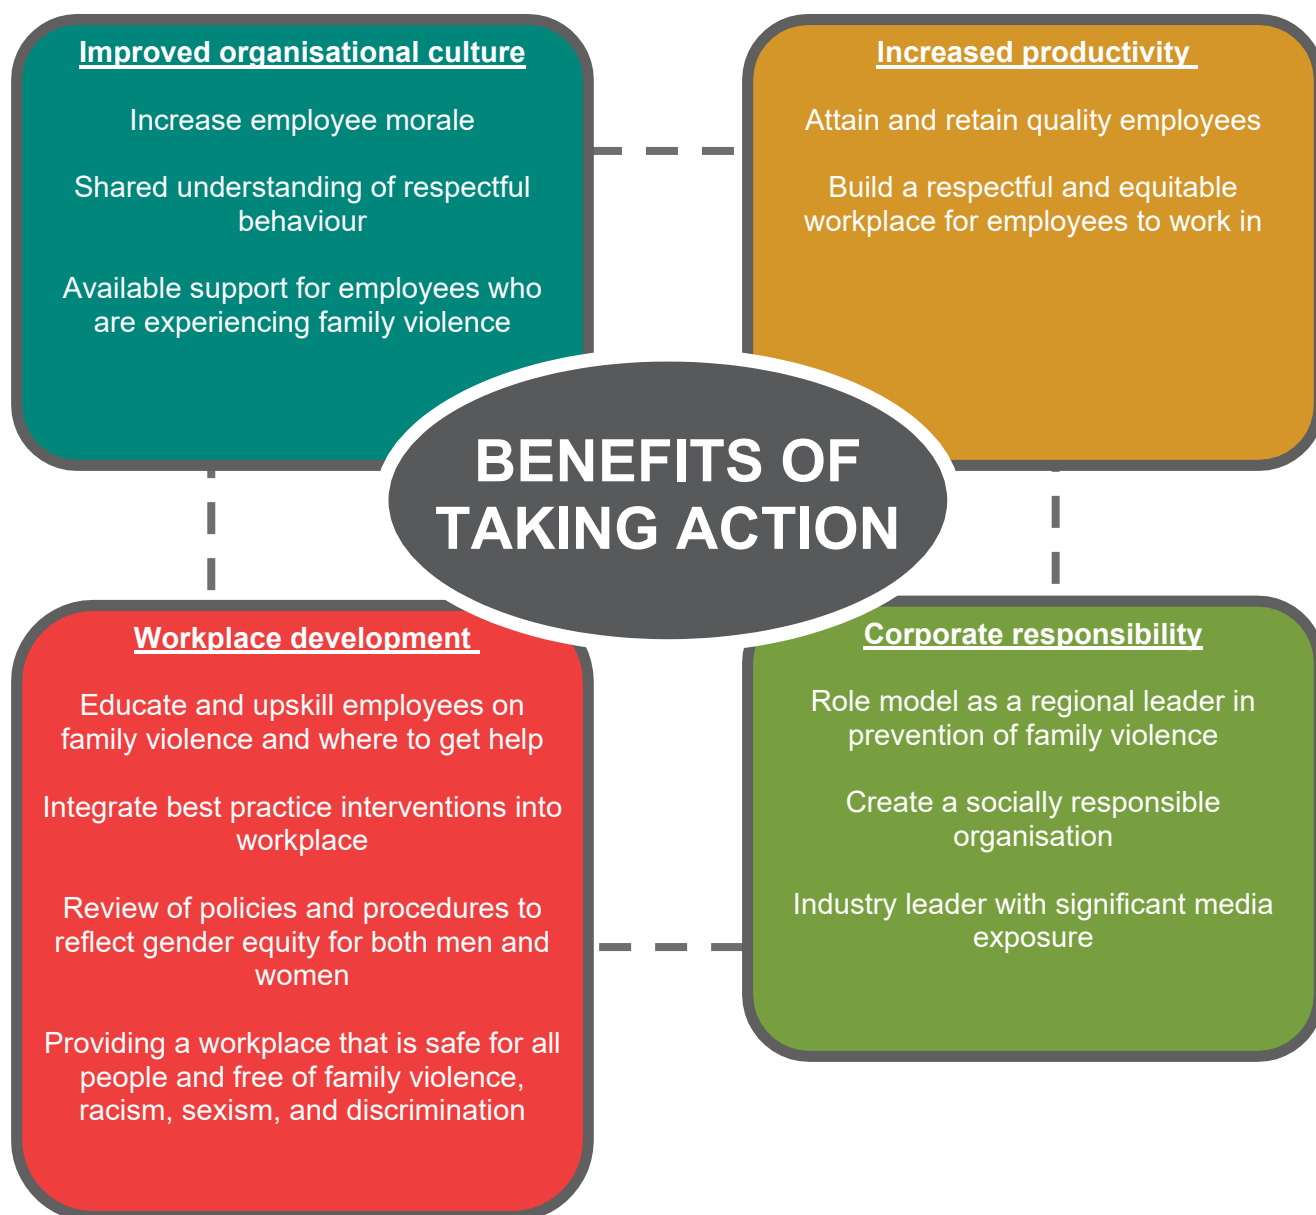 Improved organisational culture
Increase employee morale
Shared understanding of respectful
behaviour
Available support for employees who
are experiencing family violence
Increased productivity
Attain and retain quality employees
Build a respectful and equitable
workplace for employees to work in
BENEFITS OF
TAKING ACTION
Workplace development
Educate and upskill employees on
family violence and where to get help
Integrate best practice interventions into
workplace
Review of policies and procedures to
reflect gender equity for both men and
women
Providing a workplace that is safe for all
people and free of family violence,
racism, sexism, and discrimination
Corporate responsibility
Role model as a regional leader in
prevention of family violence
Create a socially responsible
organisation
Industry leader with significant media
exposure